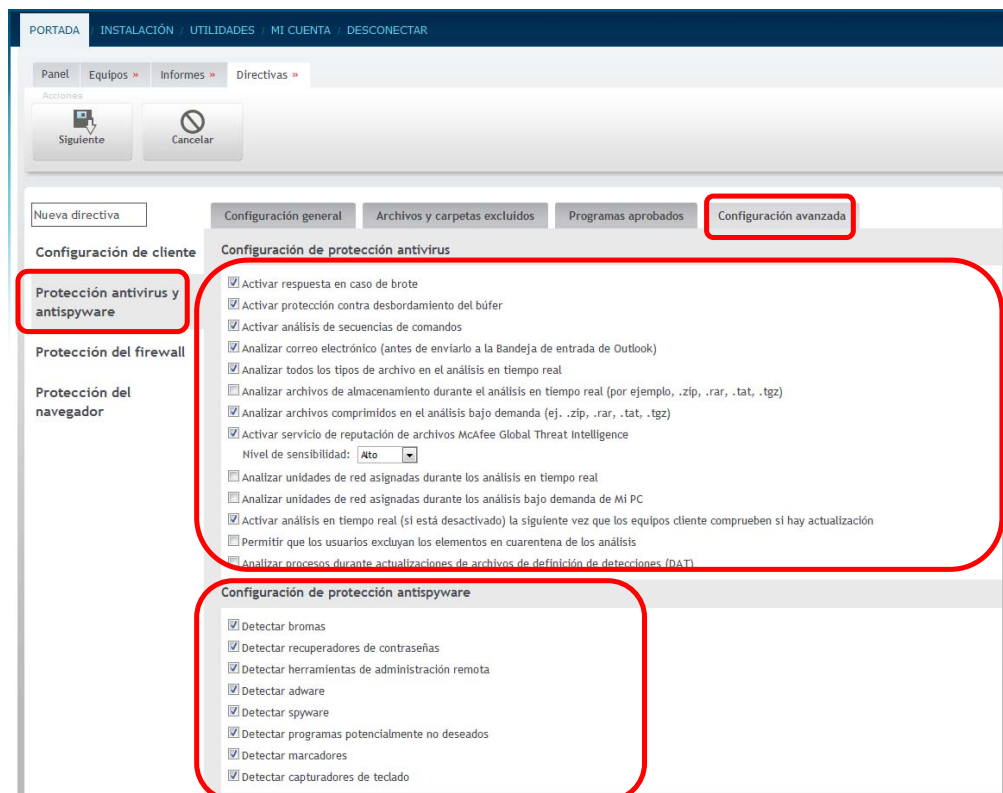 PORTADA / INSTALACIÓN / UTILIDADES / MI CUENTA / DESCONECTAR
Panel Equipos » Informes » Directivas »
Acciones
Siguiente Cancelar
Nueva directiva
Configuración general Archivos y carpetas excluidos Programas aprobados Configuración avanzada
Configuración de cliente
Protección antivirus y
antispyware
Protección del firewall
Protección del
navegador
Configuración de protección antivirus
Activar respuesta en caso de brote
Activar protección contra desbordamiento del búfer
Activar análisis de secuencias de comandos
Analizar correo electrónico (antes de enviarlo a la Bandeja de entrada de Outlook)
Analizar todos los tipos de archivo en el análisis en tiempo real
Analizar archivos de almacenamiento durante el análisis en tiempo real (por ejemplo, .zip, .rar, .tat, .tgz)
Analizar archivos comprimidos en el análisis bajo demanda (ej. .zip, .rar, .tat, .tgz)
Activar servicio de reputación de archivos McAfee Global Threat Intelligence
Nivel de sensibilidad: Alto
Analizar unidades de red asignadas durante los análisis en tiempo real
Analizar unidades de red asignadas durante los análisis bajo demanda de Mi PC
Activar análisis en tiempo real (si está desactivado) la siguiente vez que los equipos cliente comprueben si hay actualización
Permitir que los usuarios excluyan los elementos en cuarentena de los análisis
Analizar procesos durante actualizaciones de archivos de definición de detecciones (DAT)
Configuración de protección antispyware
Detectar bromas
Detectar recuperadores de contraseñas
Detectar herramientas de administración remota
Detectar adware
Detectar spyware
Detectar programas potencialmente no deseados
Detectar marcadores
Detectar capturadores de teclado